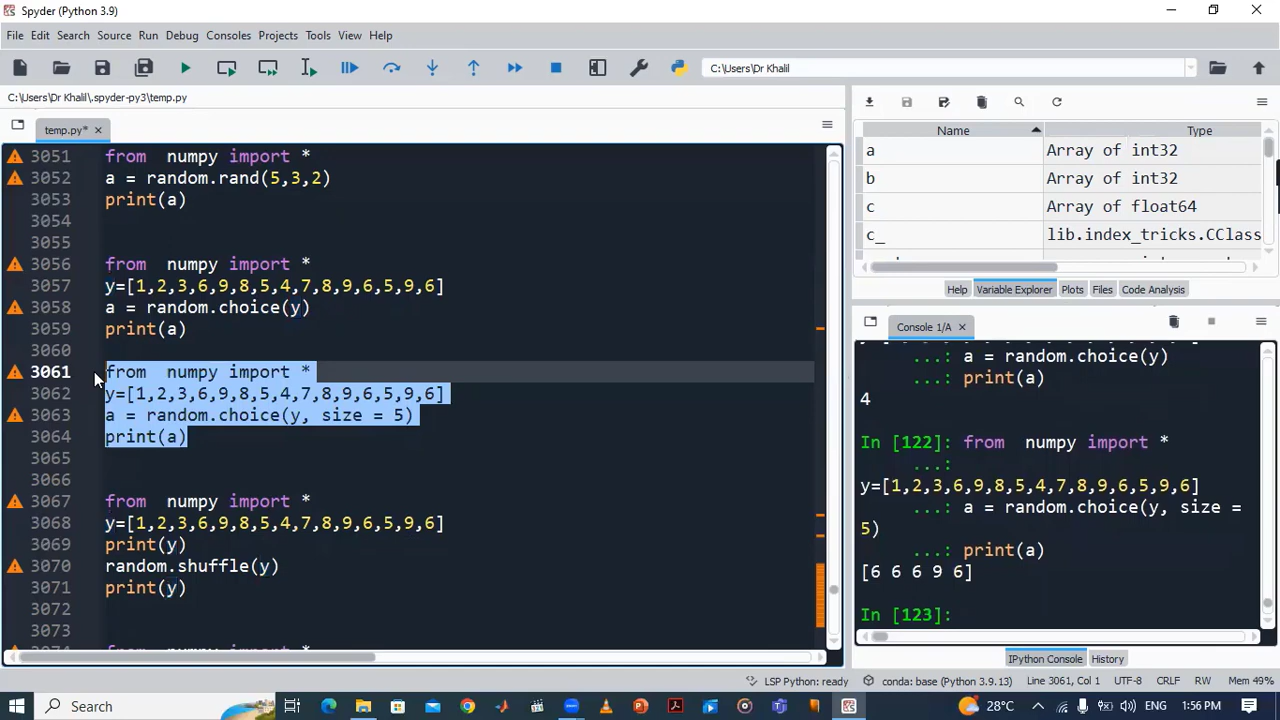 Spyder (Python 3.9)
File Edit Search Source Run Debug Consoles Projects Tools View Help
C:\Users\Dr Khalil
C:\Users\Dr Khalil\.spyder-py3\temp.py
temp.py*
3051 from  numpy import *
3052 a = random.rand(5,3,2)
3053 print(a)
3054
3055
3056 from  numpy import *
3057 y=[1,2,3,6,9,8,5,4,7,8,9,6,5,9,6]
3058 a = random.choice(y)
3059 print(a)
3060
3061 from  numpy import *
3062 y=[1,2,3,6,9,8,5,4,7,8,9,6,5,9,6]
3063 a = random.choice(y, size = 5)
3064 print(a)
3065
3066
3067 from  numpy import *
3068 y=[1,2,3,6,9,8,5,4,7,8,9,6,5,9,6]
3069 print(y)
3070 random.shuffle(y)
3071 print(y)
3072
3073
Name Type
a Array of int32
b Array of int32
c Array of float64
c_ lib.index_tricks.CClass
Help Variable Explorer Plots Files Code Analysis
Console 1/A
...: a = random.choice(y)
...: print(a)
4
In [122]: from  numpy import *
...:
y=[1,2,3,6,9,8,5,4,7,8,9,6,5,9,6]
...: a = random.choice(y, size =
5)
...: print(a)
[6 6 6 9 6]
In [123]:
IPython Console History
LSP Python: ready conda: base (Python 3.9.13) Line 3061, Col 1 UTF-8 CRLF RW Mem 49%
Search 28°C ENG 1:56 PM